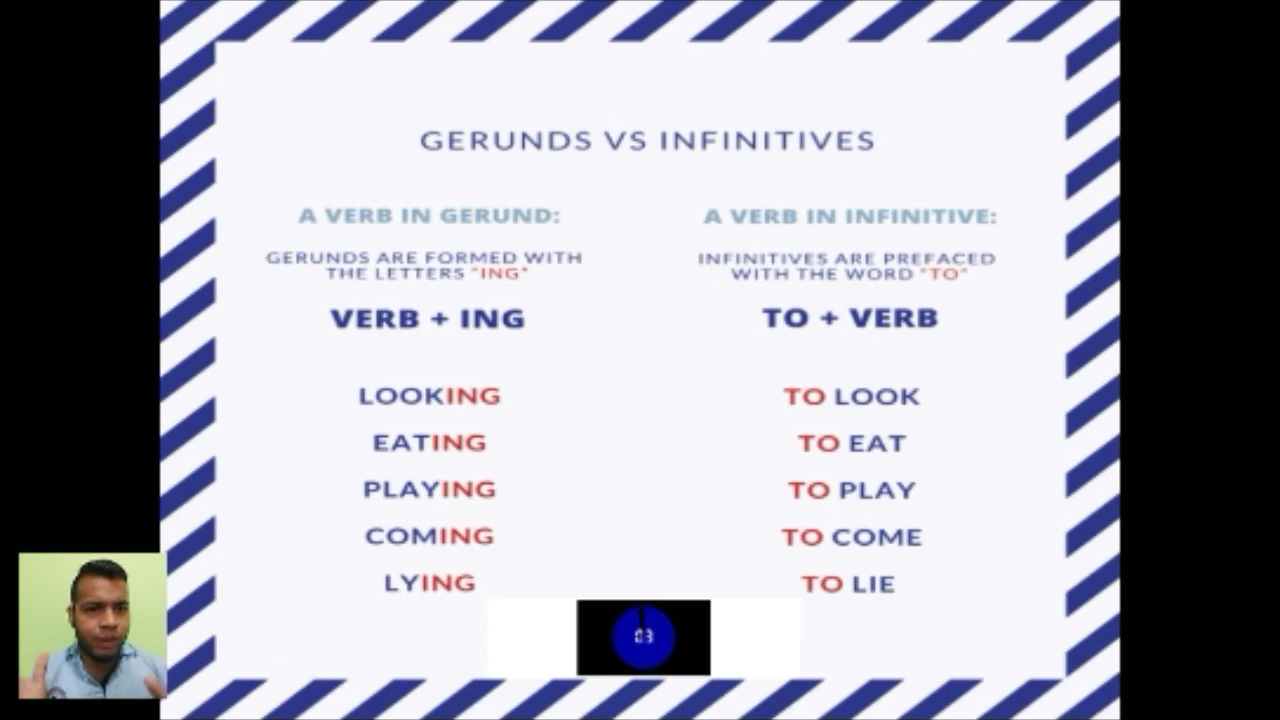 GERUNDS VS INFINITIVES
A VERB IN GERUND:
GERUNDS ARE FORMED WITH
THE LETTERS "ING"
VERB + ING
LOOKING
EATING
PLAYING
COMING
LYING
A VERB IN INFINITIVE:
INFINITIVES ARE PREFACED
WITH THE WORD "TO"
TO + VERB
TO LOOK
TO EAT
TO PLAY
TO COME
TO LIE
03